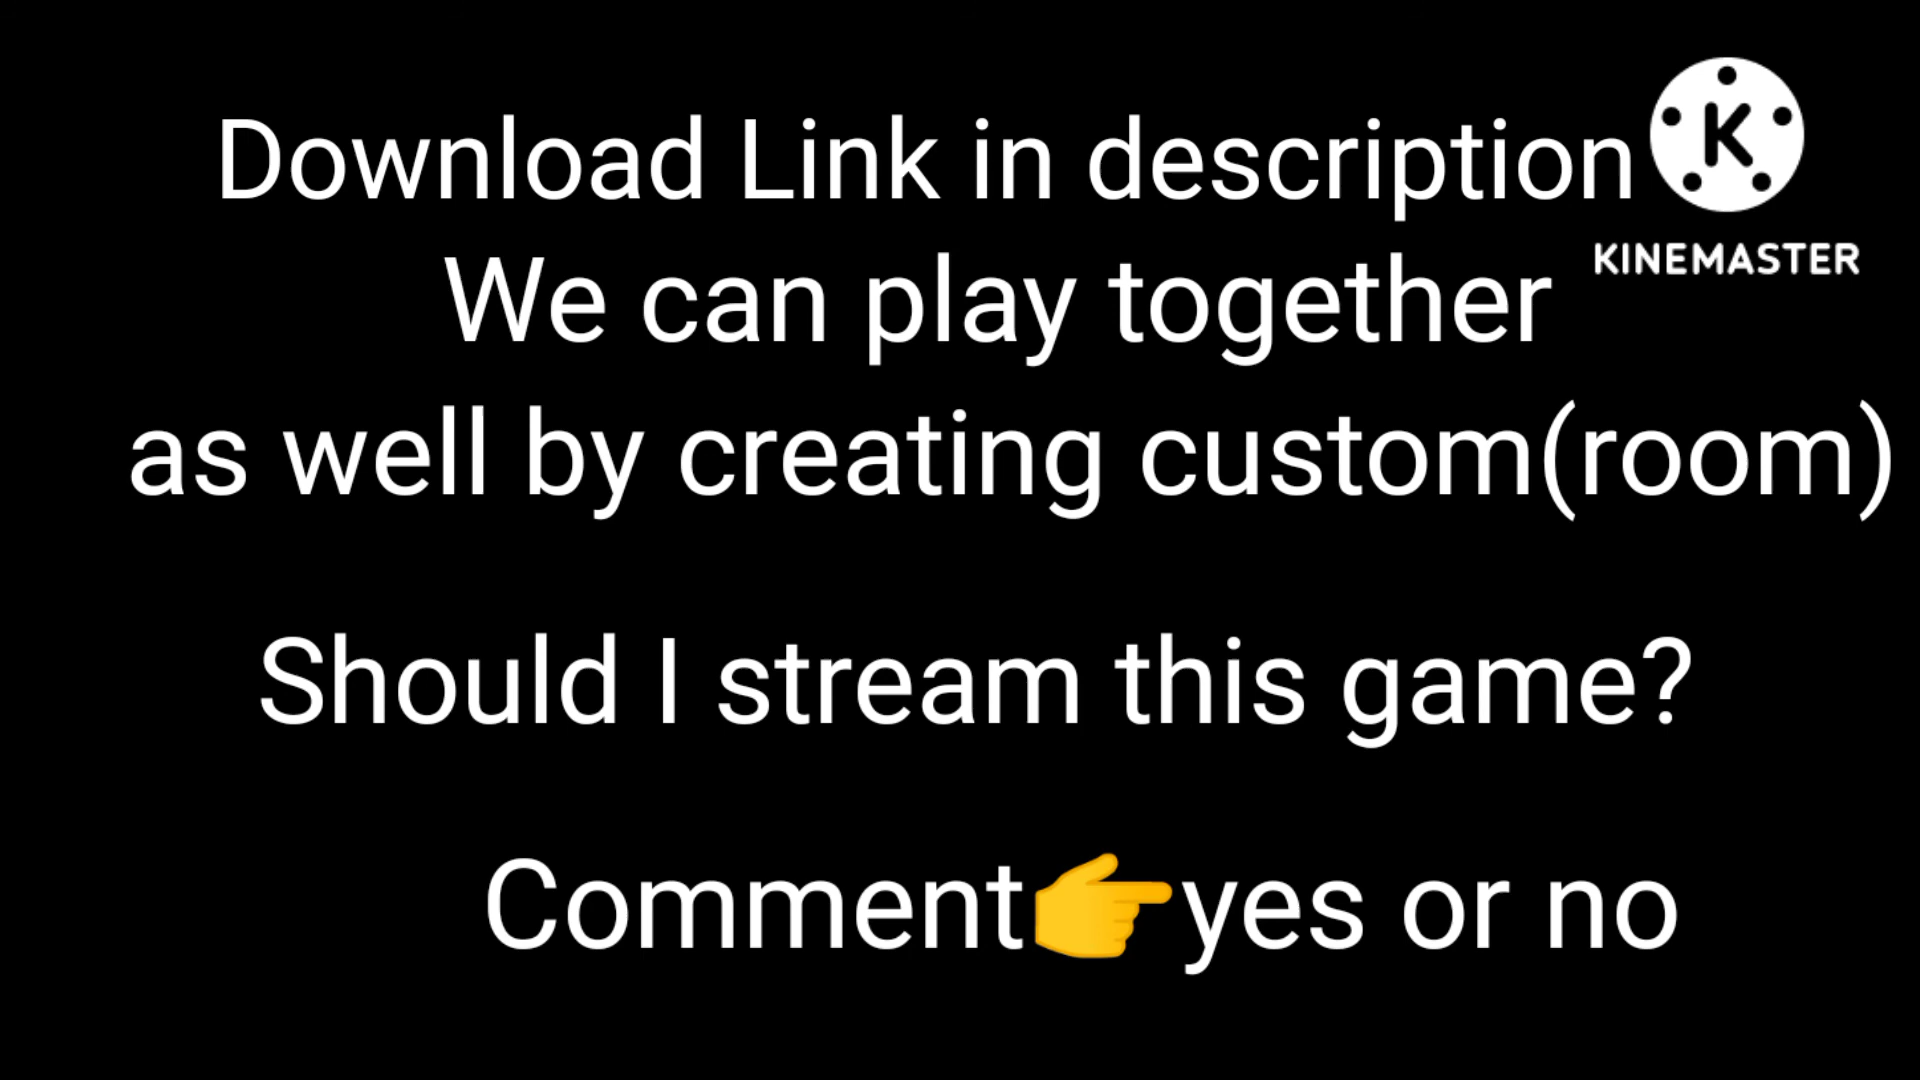 Download Link in description
K
KINEMASTER
We can play together
as well by creating custom(room)
Should I stream this game?
Comment👉yes or no